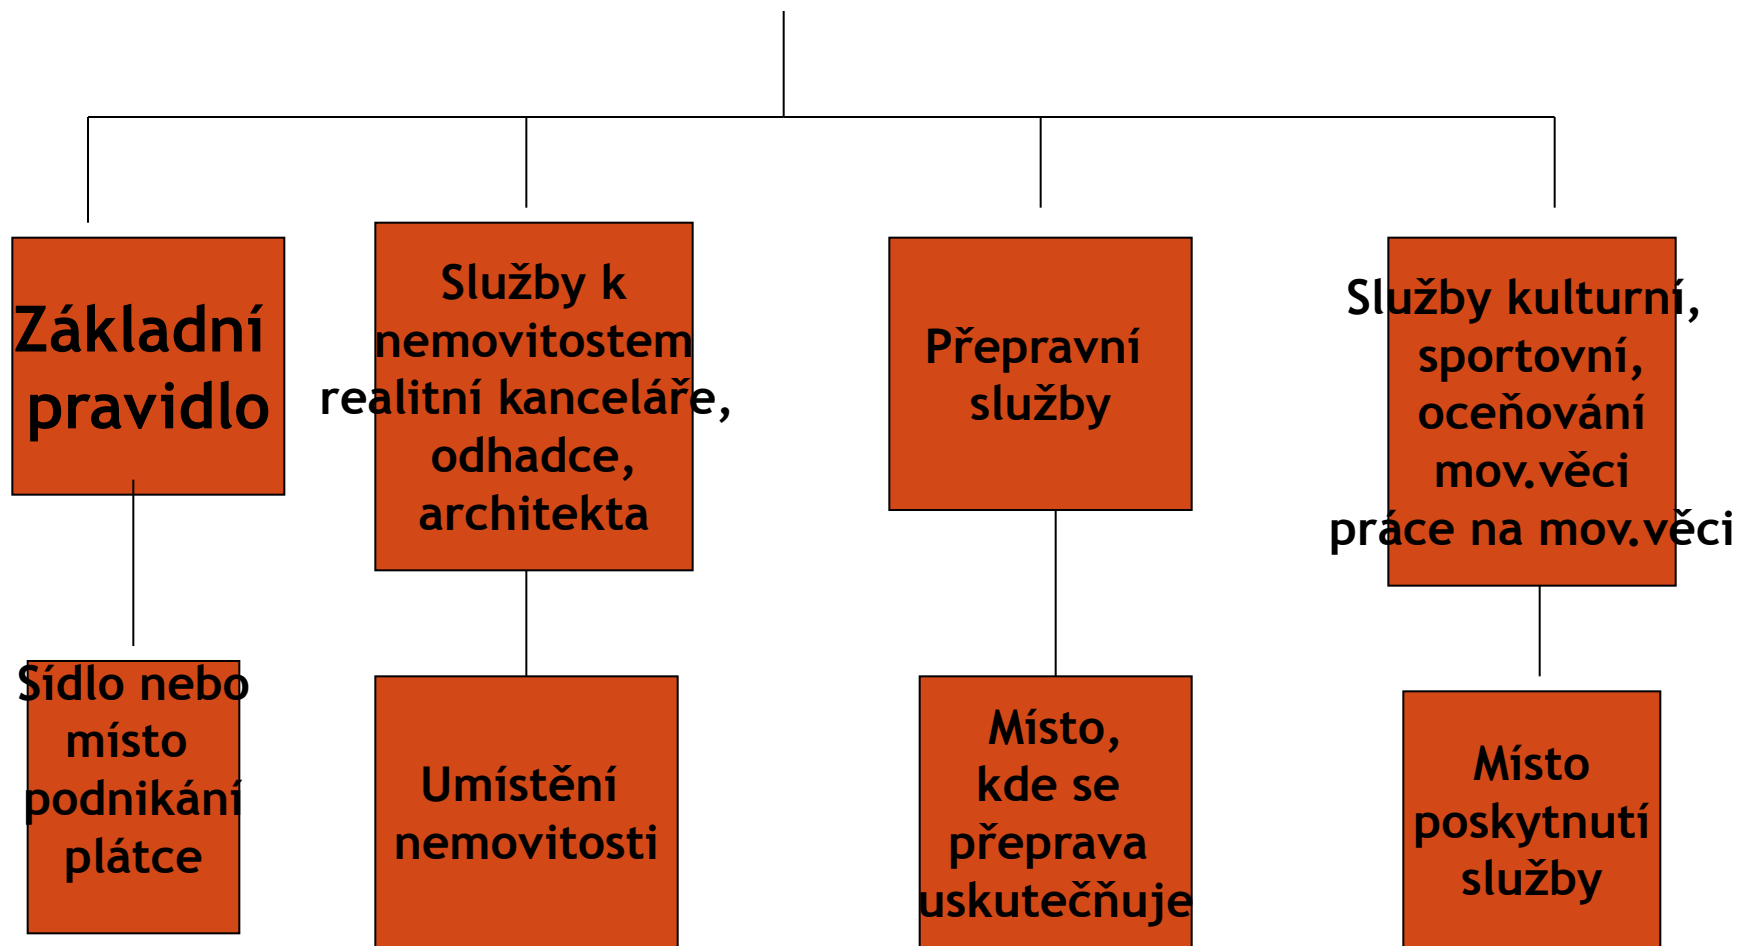 Základní
pravidlo
Služby k
nemovitostem
realitní kanceláře,
odhadce,
architekta
Přepravní
služby
Služby kulturní,
sportovní,
oceňování
mov.věci
práce na mov.věci
Sídlo nebo
místo
podnikání
plátce
Umístění
nemovitosti
Místo,
kde se
přeprava
uskutečňuje
Místo
poskytnutí
služby